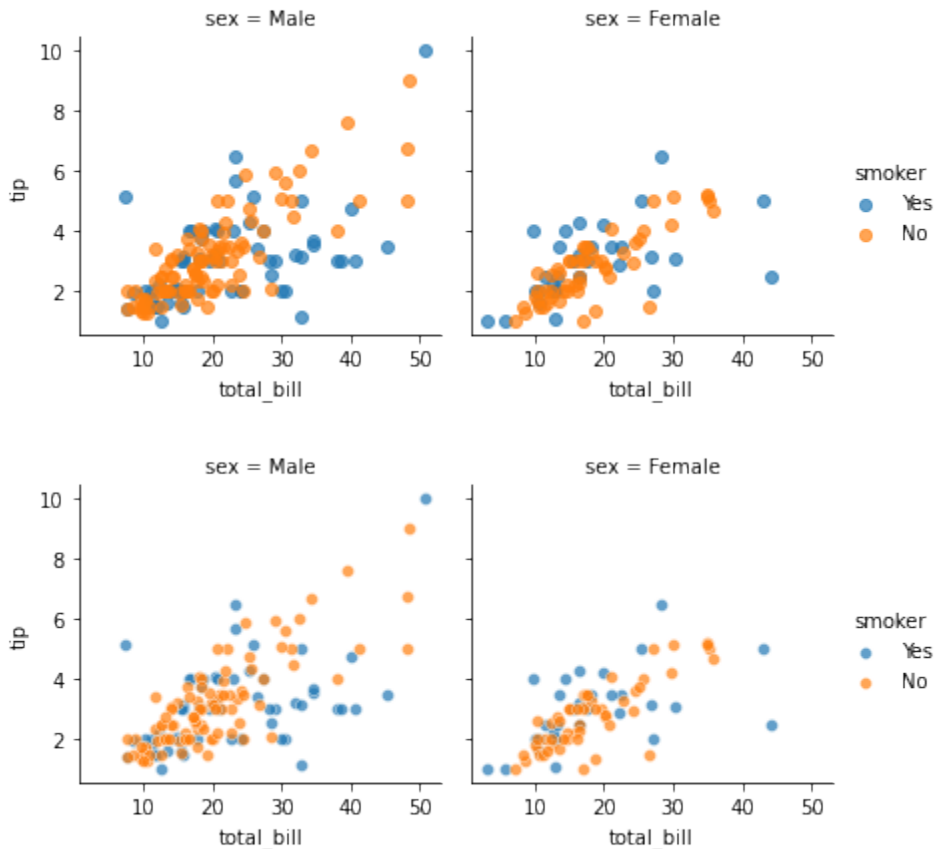 sex = Male
sex = Female
10
8
6
4
2
tip
10 20 30 40 50
10 20 30 40 50
total_bill
total_bill
smoker
Yes
No
sex = Male
sex = Female
10
8
6
4
2
tip
10 20 30 40 50
10 20 30 40 50
total_bill
total_bill
smoker
Yes
No